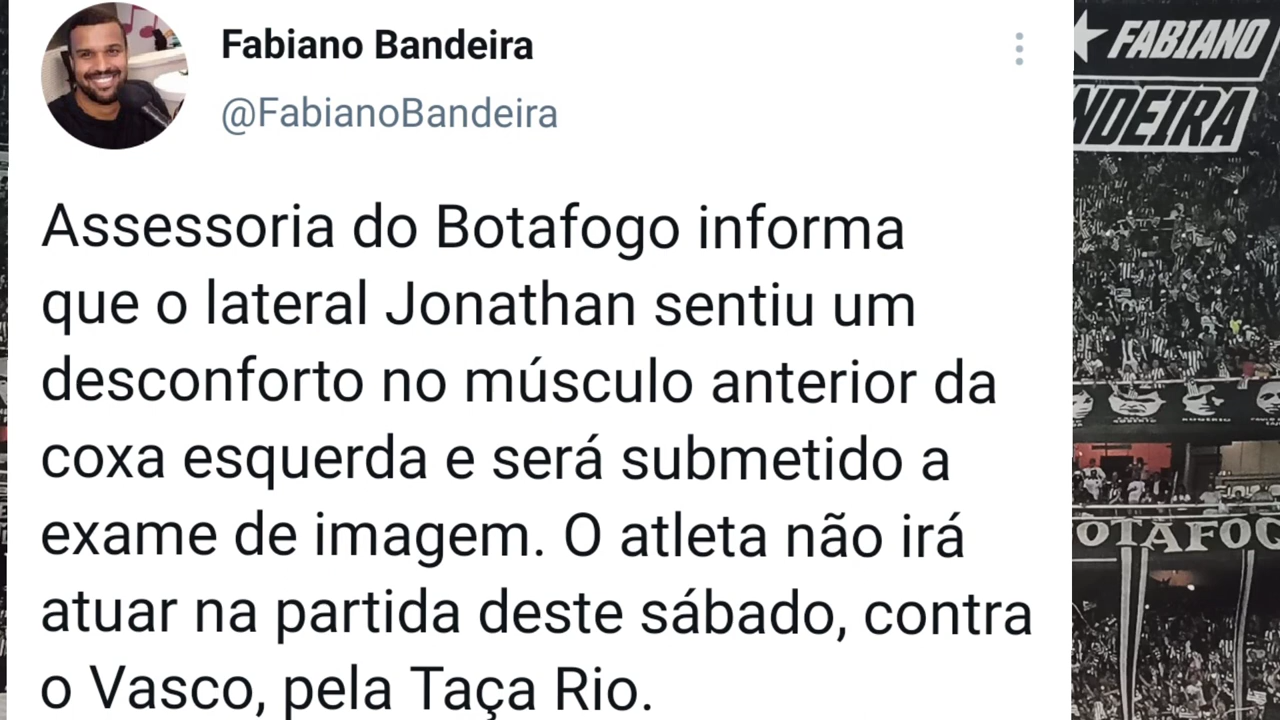 Fabiano Bandeira
@FabianoBandeira
Assessoria do Botafogo informa
que o lateral Jonathan sentiu um
desconforto no músculo anterior da
coxa esquerda e será submetido a
exame de imagem. O atleta não irá
atuar na partida deste sábado, contra
o Vasco, pela Taça Rio.
FABIANO
NDEIRA
OTAFOG